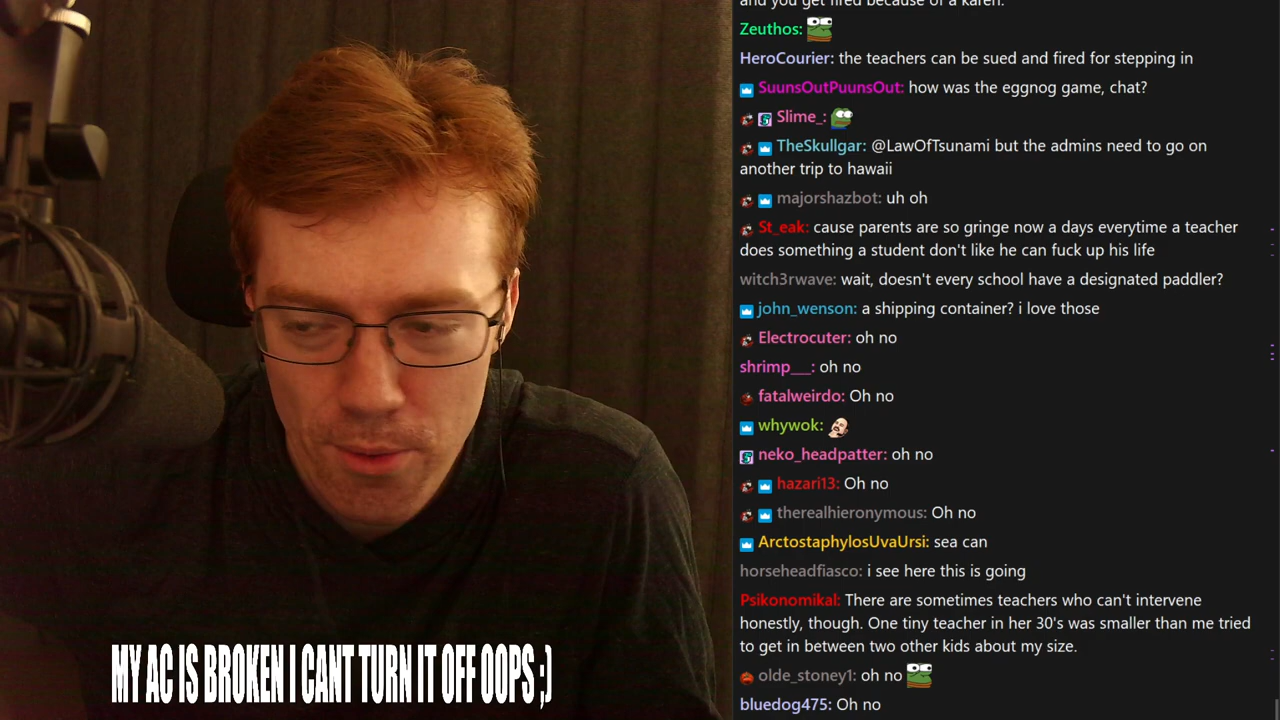 and you get fired because of a karen.
Zeuthos:
HeroCourier: the teachers can be sued and fired for stepping in
SuunsOutPuunsOut: how was the eggnog game, chat?
Slime_:
TheSkullgar: @LawOfTsunami but the admins need to go on
another trip to hawaii
majorshazbot: uh oh
St_eak: cause parents are so gringe now a days everytime a teacher
does something a student don't like he can fuck up his life
witch3rwave: wait, doesn't every school have a designated paddler?
john_wenson: a shipping container? i love those
Electrocuter: oh no
shrimp___: oh no
fatalweirdo: Oh no
whywok:
neko_headpatter: oh no
hazari13: Oh no
therealhieronymous: Oh no
ArctostaphylosUvaUrsi: sea can
horseheadfiasco: i see here this is going
Psikonomikal: There are sometimes teachers who can't intervene
honestly, though. One tiny teacher in her 30's was smaller than me tried
to get in between two other kids about my size.
olde_stoney1: oh no
bluedog475: Oh no
MY AC IS BROKEN I CANT TURN IT OFF OOPS ;)